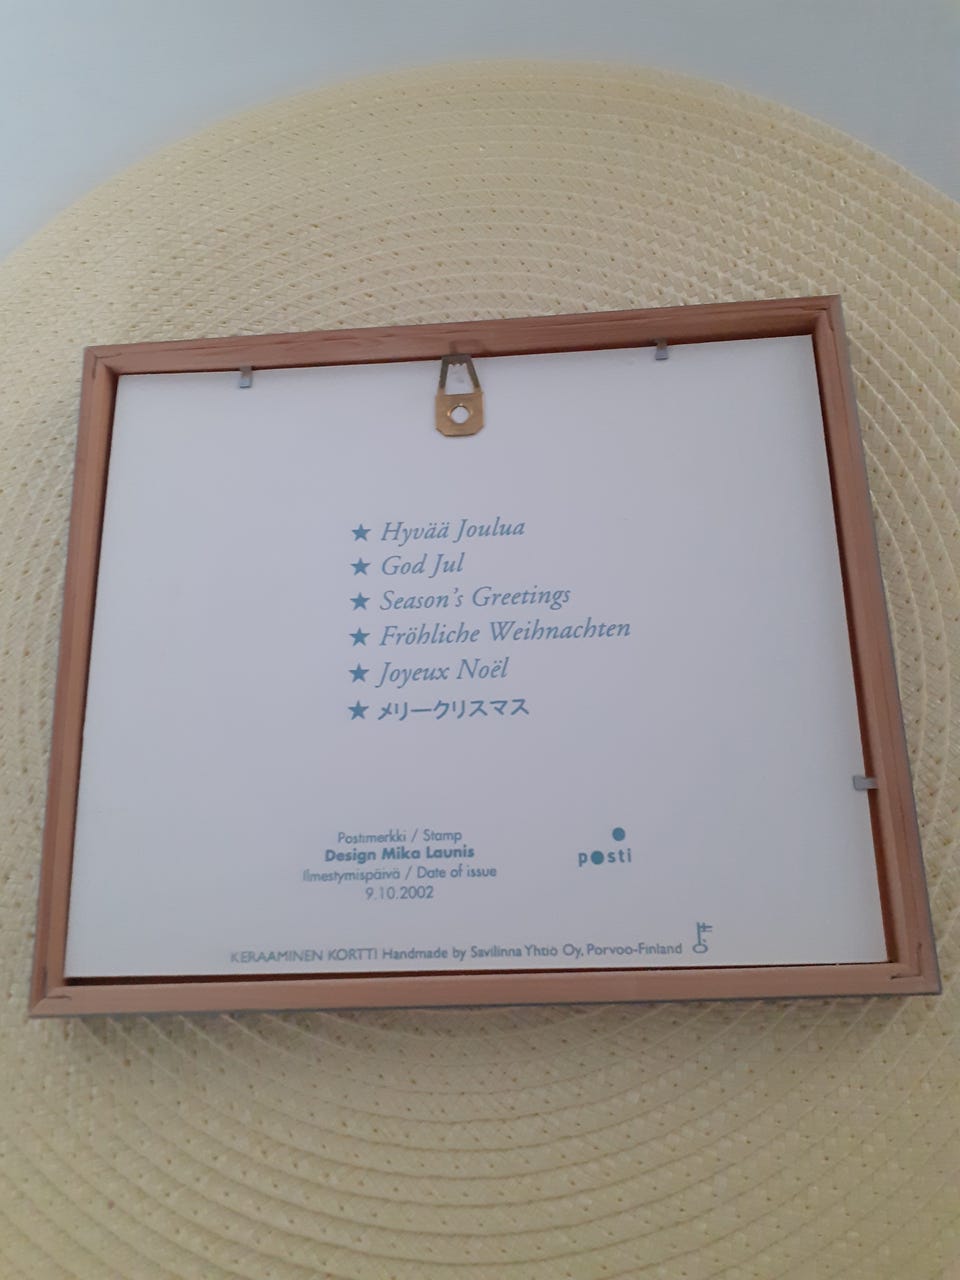 ★ Hyvää Joulua
★ God Jul
★ Season's Greetings
★ Fröhliche Weihnachten
★ Joyeux Noël
★ メリークリスマス
Postimerkki / Stamp
Design Mika Launis
Ilmestymispäivä / Date of issue
9.10.2002
posti
KERAAMINEN KORTTI Handmade by Savilinna Yhtiö Oy, Porvoo-Finland